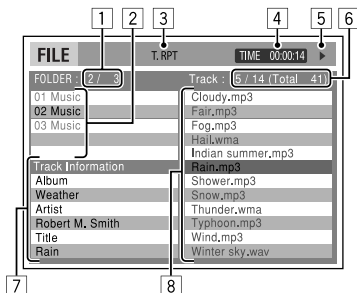 1 2 3 4 5
FILE T. RPT TIME 00:00:14
6
FOLDER : 2 / 3 Track : 5 / 14 (Total 41)
01 Music
02 Music
03 Music
Track Information
Album
Weather
Artist
Robert M. Smith
Title
Rain
Cloudy.mp3
Fair.mp3
Fog.mp3
Hail.wma
Indian summer.mp3
Rain.mp3
Shower.mp3
Snow.mp3
Thunder.wma
Typhoon.mp3
Wind.mp3
Winter sky.wav
7 8